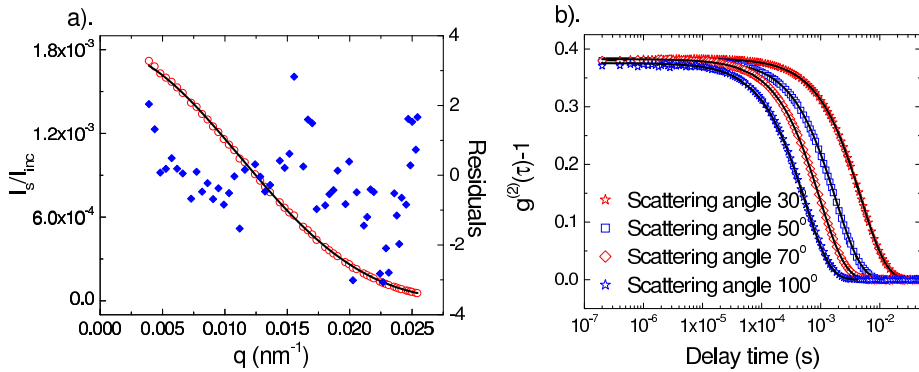 a).
1.8x10⁻³
1.2x10⁻³
6.0x10⁻⁴
0.0
Iₛ/Iᵢₙ꜀
0.000 0.005 0.010 0.015 0.020 0.025
q (nm⁻¹)
4
2
0
-2
-4
Residuals
b).
0.4
0.3
0.2
0.1
0.0
g⁽²⁾(τ)-1
Scattering angle 30°
Scattering angle 50°
Scattering angle 70°
Scattering angle 100°
10⁻⁷ 10⁻⁶ 1x10⁻⁵ 1x10⁻⁴ 10⁻³ 10⁻²
Delay time (s)